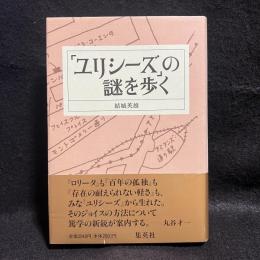 『ユリシーズ』の
謎を歩く
結城英雄
『ロリータ』も『百年の孤独』も
『存在の耐えられない軽さ』も、
みな『ユリシーズ』から生れた。
そのジョイスの方法について
篤学の新鋭が案内する。
丸谷才一
集英社